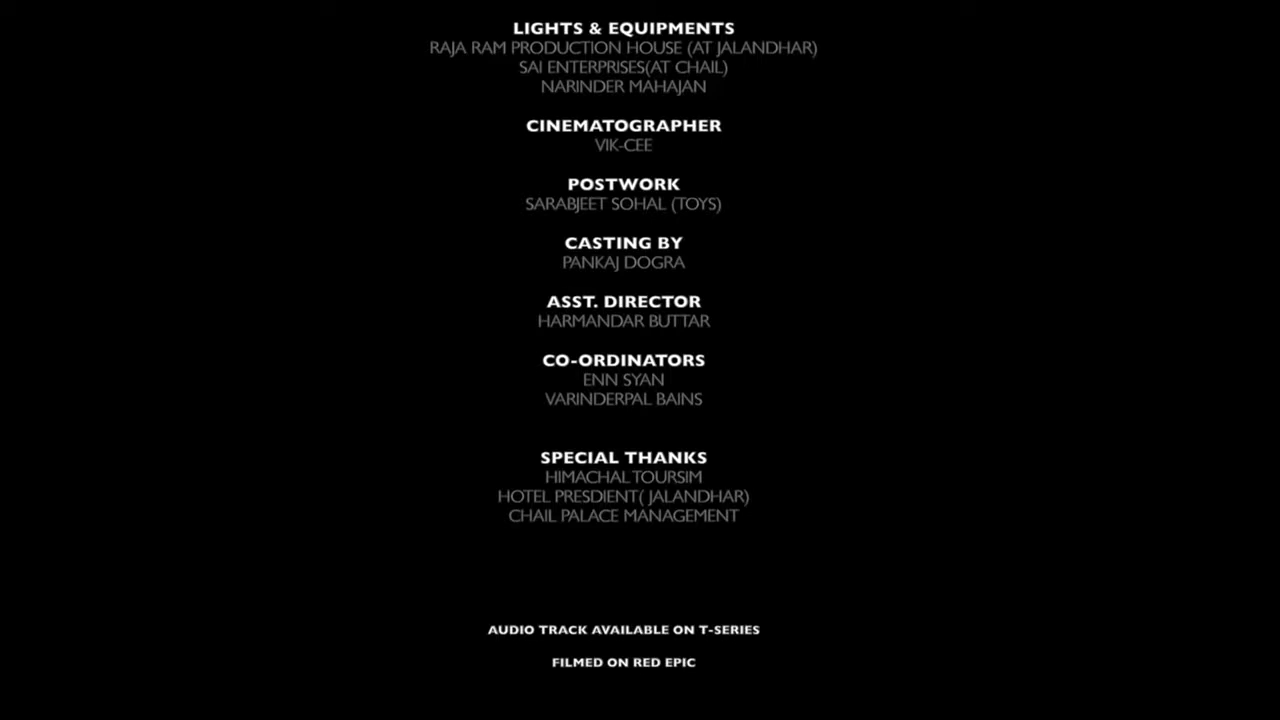 LIGHTS & EQUIPMENTS
RAJA RAM PRODUCTION HOUSE (AT JALANDHAR)
SAI ENTERPRISES(AT CHAIL)
NARINDER MAHAJAN
CINEMATOGRAPHER
VIK-CEE
POSTWORK
SARABJEET SOHAL (TOYS)
CASTING BY
PANKAJ DOGRA
ASST. DIRECTOR
HARMANDAR BUTTAR
CO-ORDINATORS
ENN SYAN
VARINDERPAL BAINS
SPECIAL THANKS
HIMACHAL TOURSIM
HOTEL PRESDIENT( JALANDHAR)
CHAIL PALACE MANAGEMENT
AUDIO TRACK AVAILABLE ON T-SERIES
FILMED ON RED EPIC